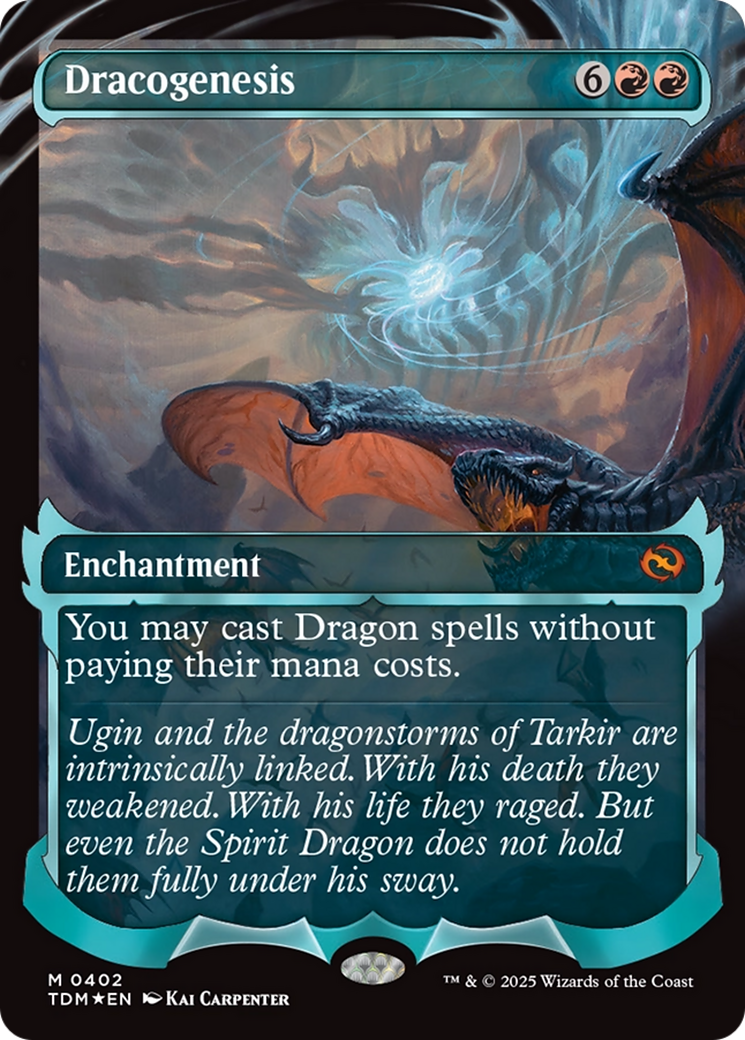 Dracogenesis 6
Enchantment
You may cast Dragon spells without
paying their mana costs.
Ugin and the dragonstorms of Tarkir are
intrinsically linked. With his death they
weakened. With his life they raged. But
even the Spirit Dragon does not hold
them fully under his sway.
M 0402
TDM★EN Kai Carpenter
™ & © 2025 Wizards of the Coast